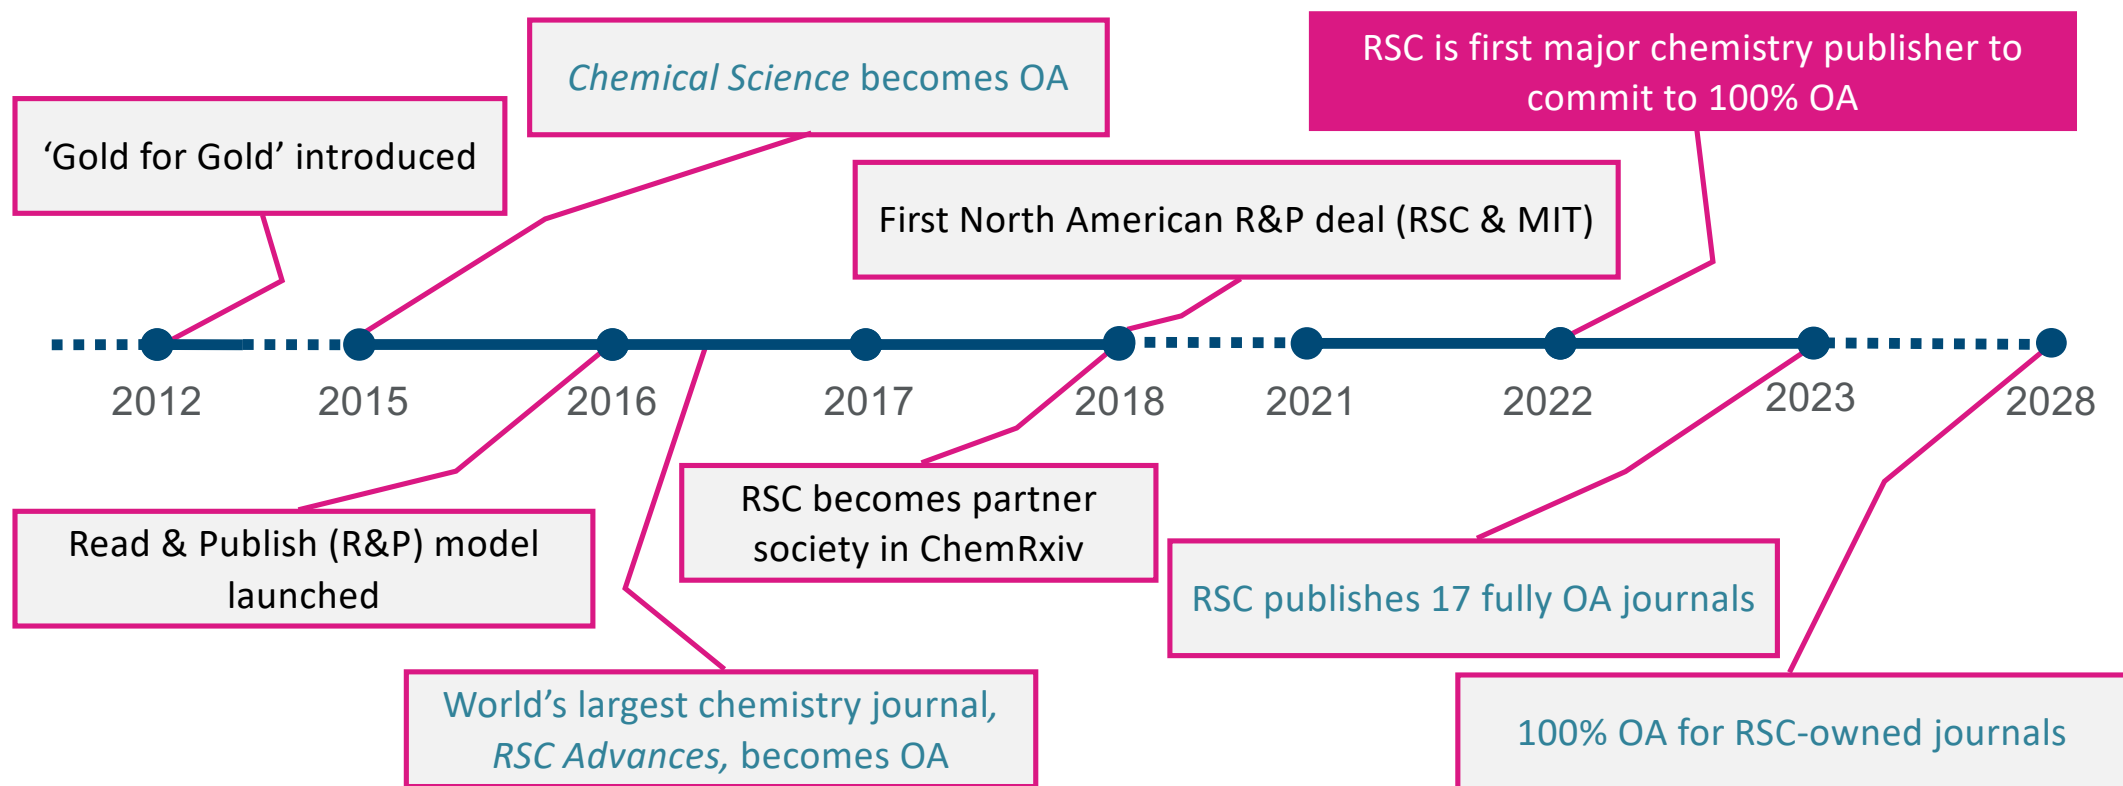 Chemical Science becomes OA
RSC is first major chemistry publisher to
commit to 100% OA
‘Gold for Gold’ introduced
First North American R&P deal (RSC & MIT)
2012
2015
2016
2017
2018
2021
2022
2023
2028
Read & Publish (R&P) model
launched
RSC becomes partner
society in ChemRxiv
RSC publishes 17 fully OA journals
World’s largest chemistry journal,
RSC Advances, becomes OA
100% OA for RSC-owned journals